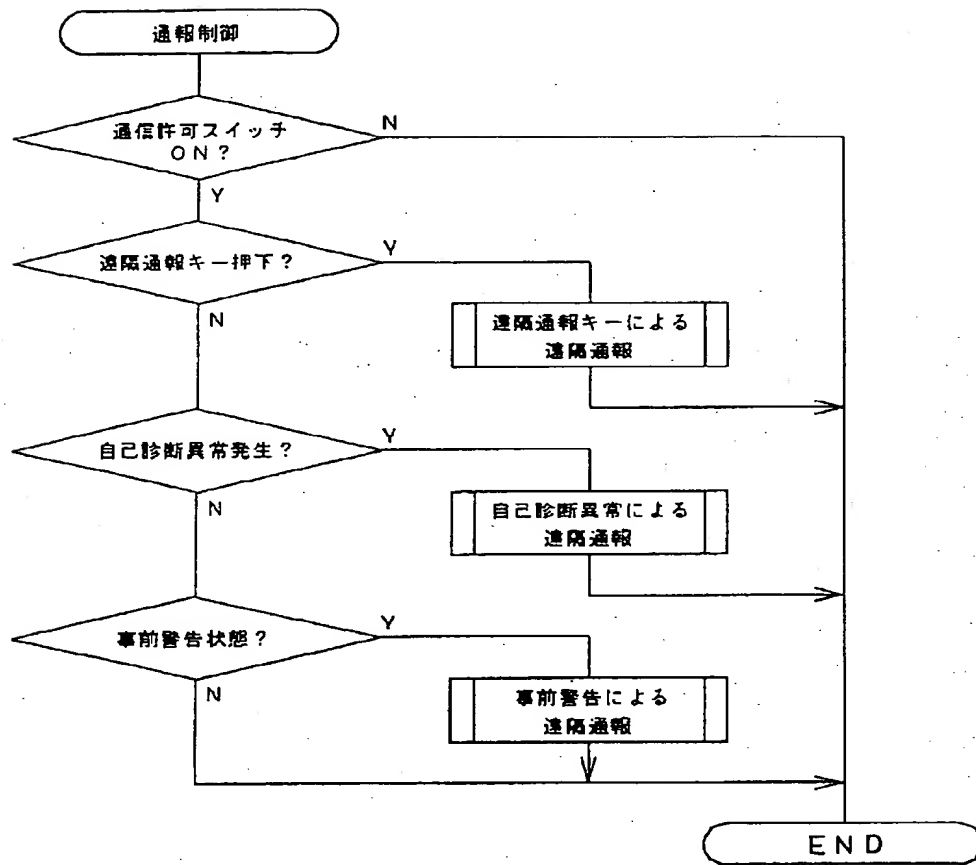 通報制御
通信許可スイッチ
ON?
N
Y
遠隔通報キー押下?
Y
N
遠隔通報キーによる
遠隔通報
自己診断異常発生?
Y
N
自己診断異常による
遠隔通報
事前警告状態?
Y
N
事前警告による
遠隔通報
END